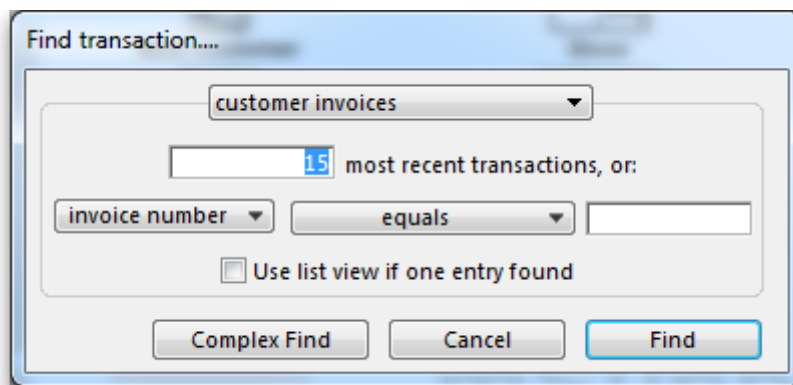 Find transaction....
customer invoices
15 most recent transactions, or:
invoice number equals
Use list view if one entry found
Complex Find Cancel Find